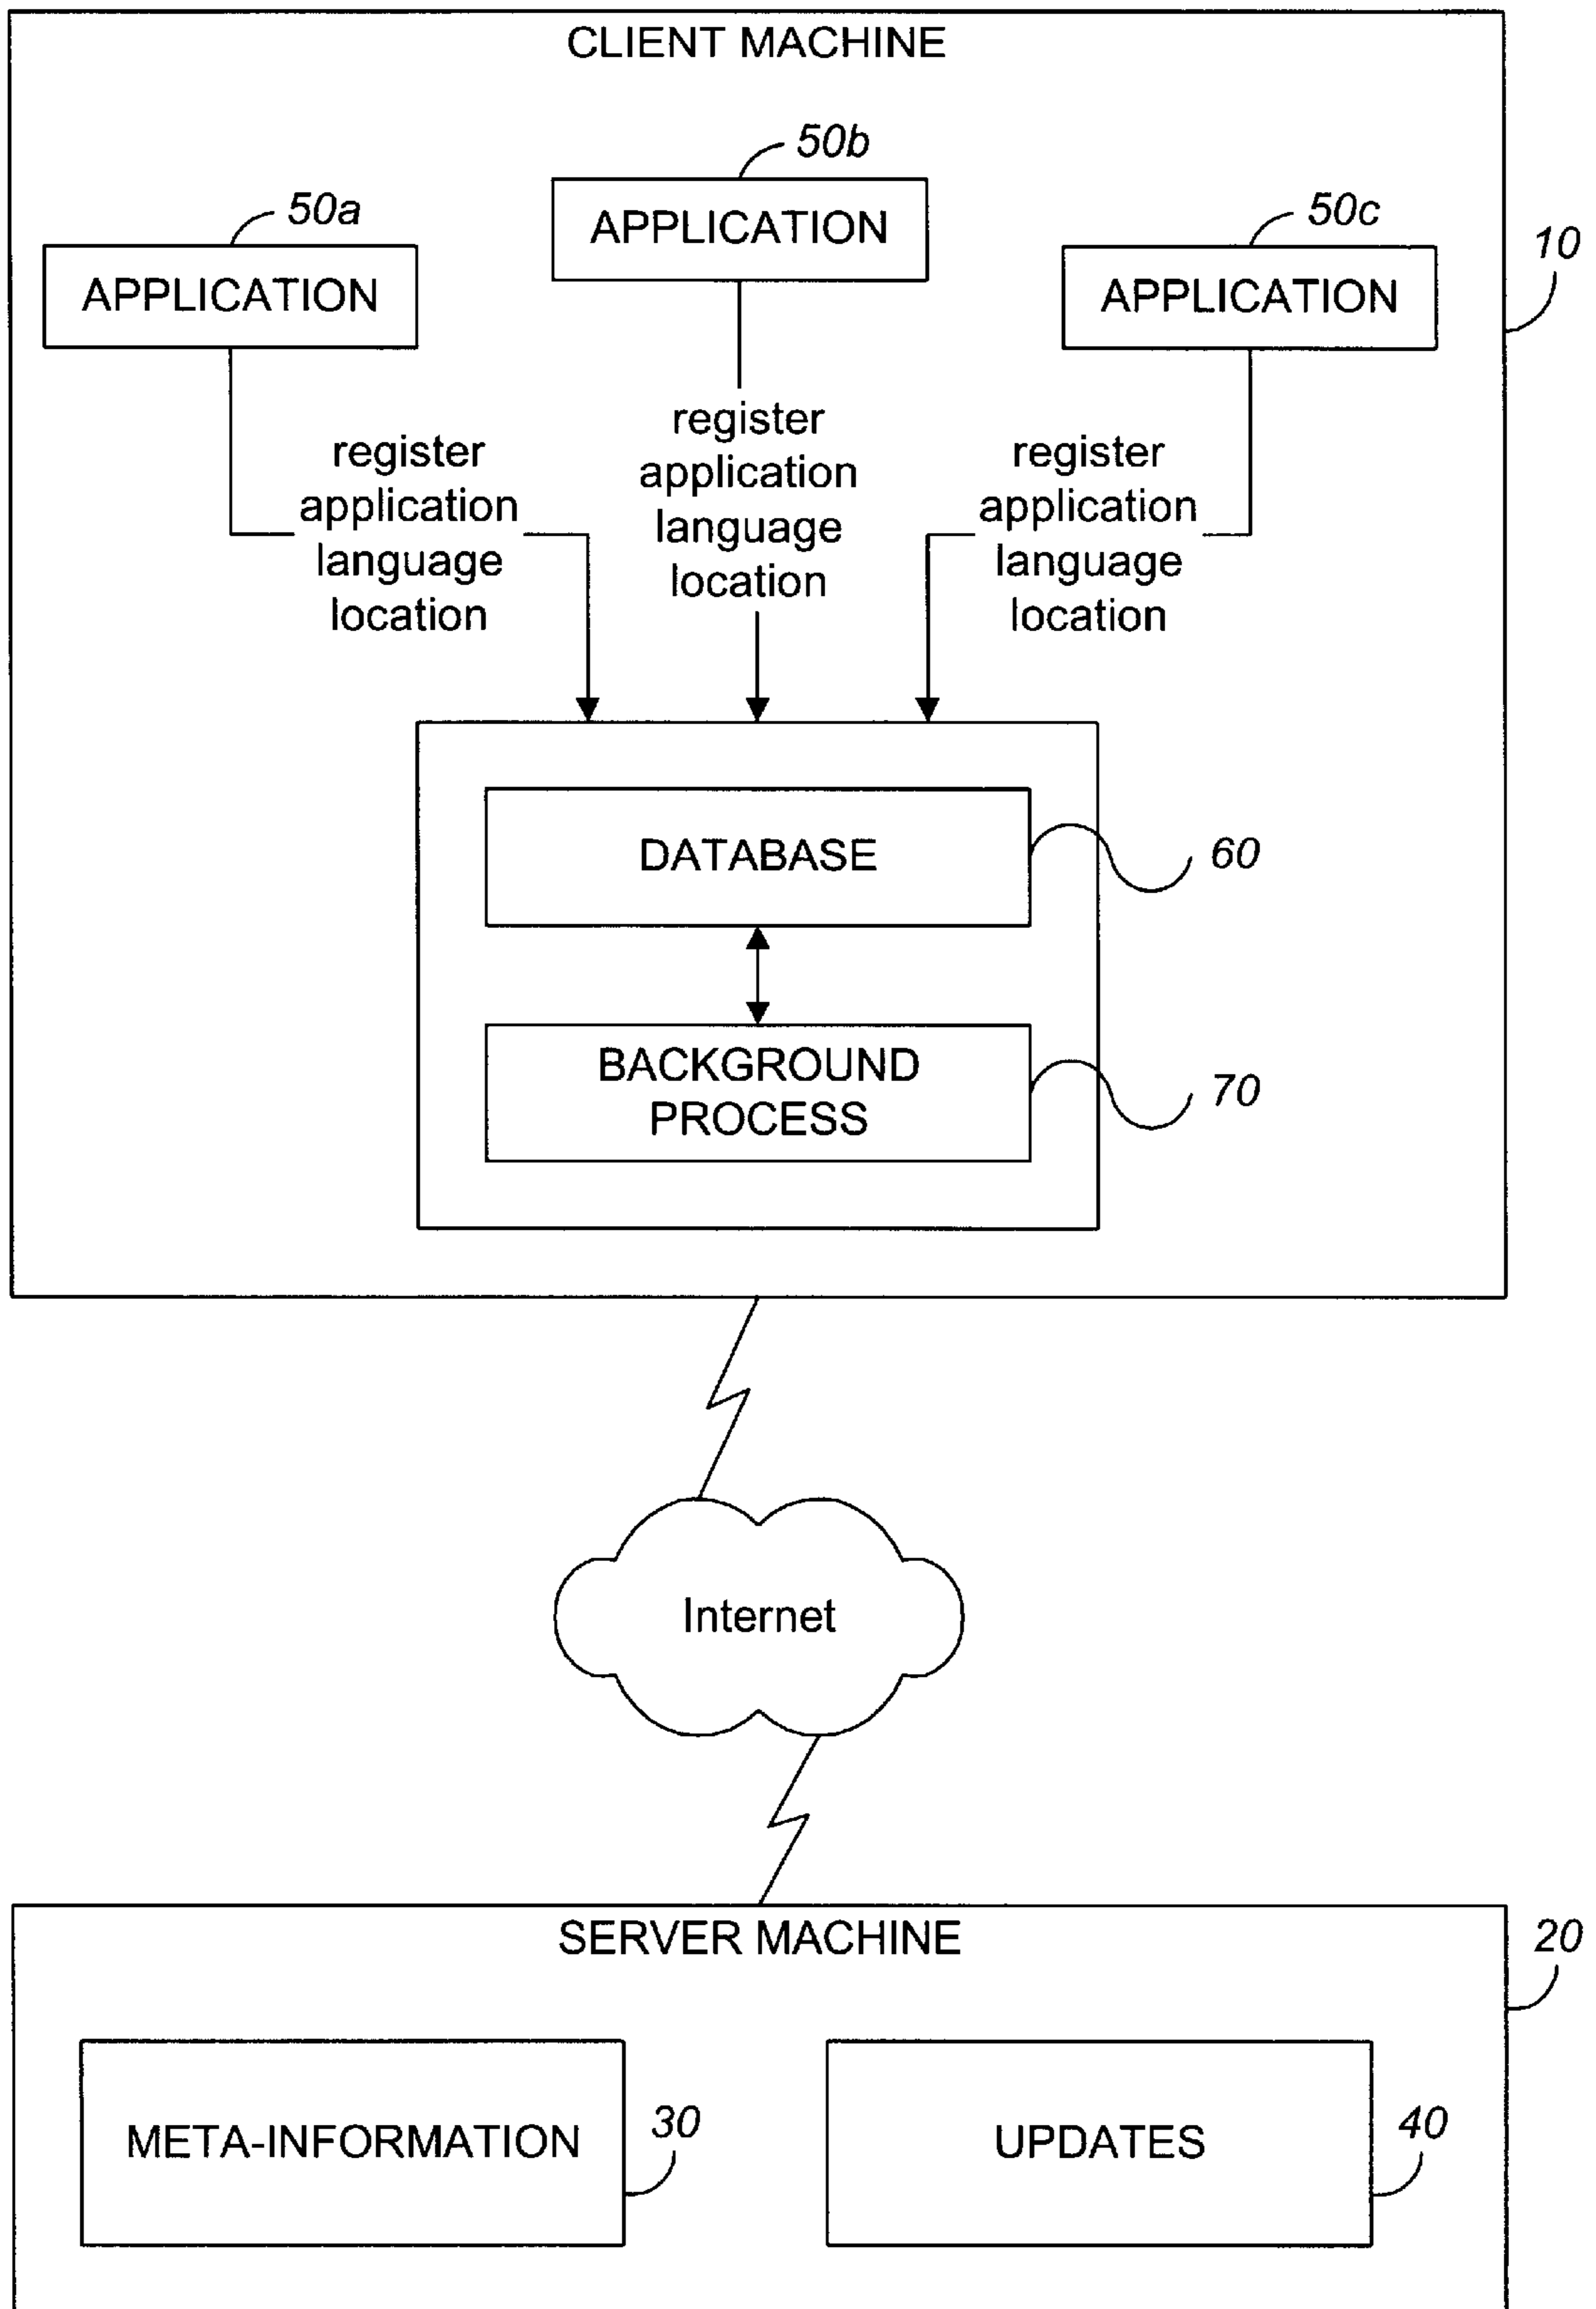 CLIENT MACHINE
50b
50a
50c
APPLICATION
10
APPLICATION
APPLICATION
register
application
language
location
register
application
language
location
register
application
language
location
DATABASE
60
BACKGROUND
PROCESS
70
Internet
SERVER MACHINE
20
META-INFORMATION
30
UPDATES
40